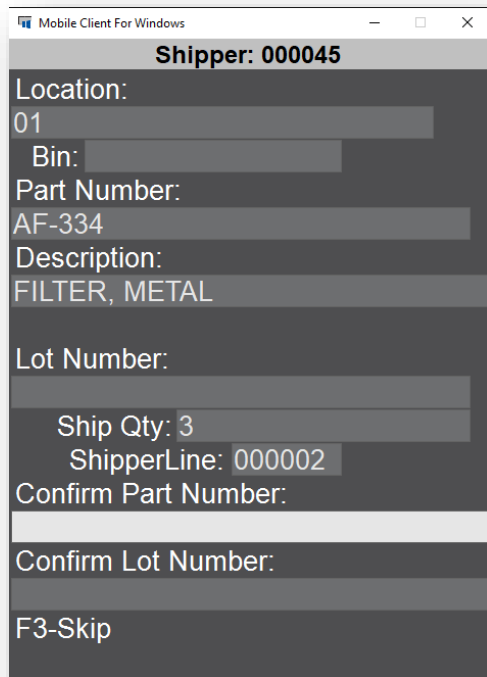 Mobile Client For Windows
Shipper: 000045
Location:
01
Bin:
Part Number:
AF-334
Description:
FILTER, METAL
Lot Number:
Ship Qty: 3
ShipperLine: 000002
Confirm Part Number:
Confirm Lot Number:
F3-Skip